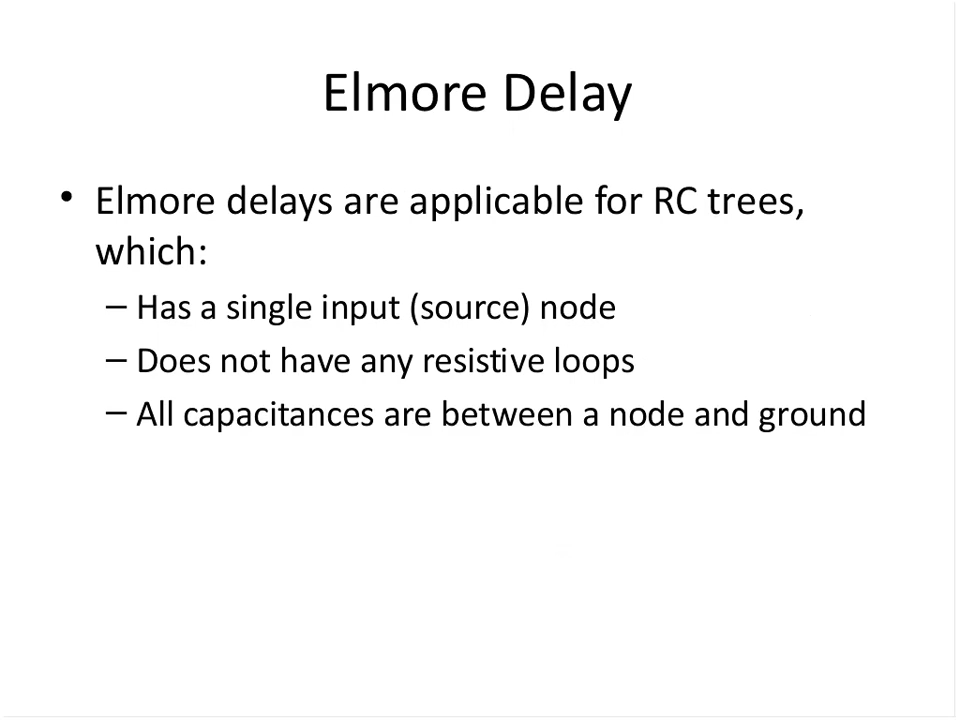 Elmore Delay
• Elmore delays are applicable for RC trees,
which:
– Has a single input (source) node
– Does not have any resistive loops
– All capacitances are between a node and ground